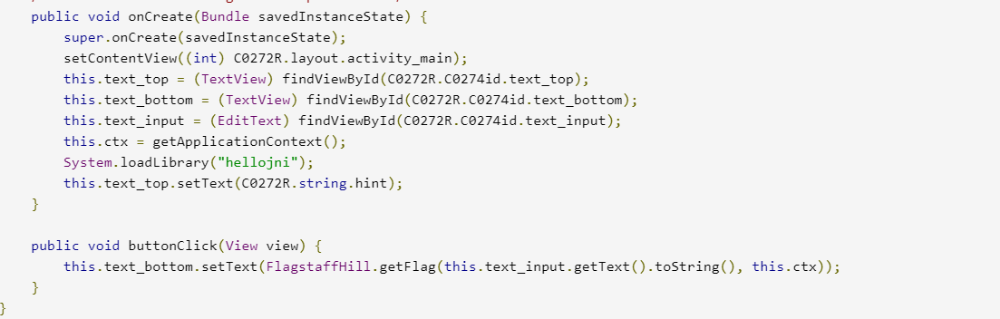 public void onCreate(Bundle savedInstanceState) {
super.onCreate(savedInstanceState);
setContentView((int) C0272R.layout.activity_main);
this.text_top = (TextView) findViewById(C0272R.C0274id.text_top);
this.text_bottom = (TextView) findViewById(C0272R.C0274id.text_bottom);
this.text_input = (EditText) findViewById(C0272R.C0274id.text_input);
this.ctx = getApplicationContext();
System.loadLibrary("hellojni");
this.text_top.setText(C0272R.string.hint);
}
public void buttonClick(View view) {
this.text_bottom.setText(FlagstaffHill.getFlag(this.text_input.getText().toString(), this.ctx));
}
}